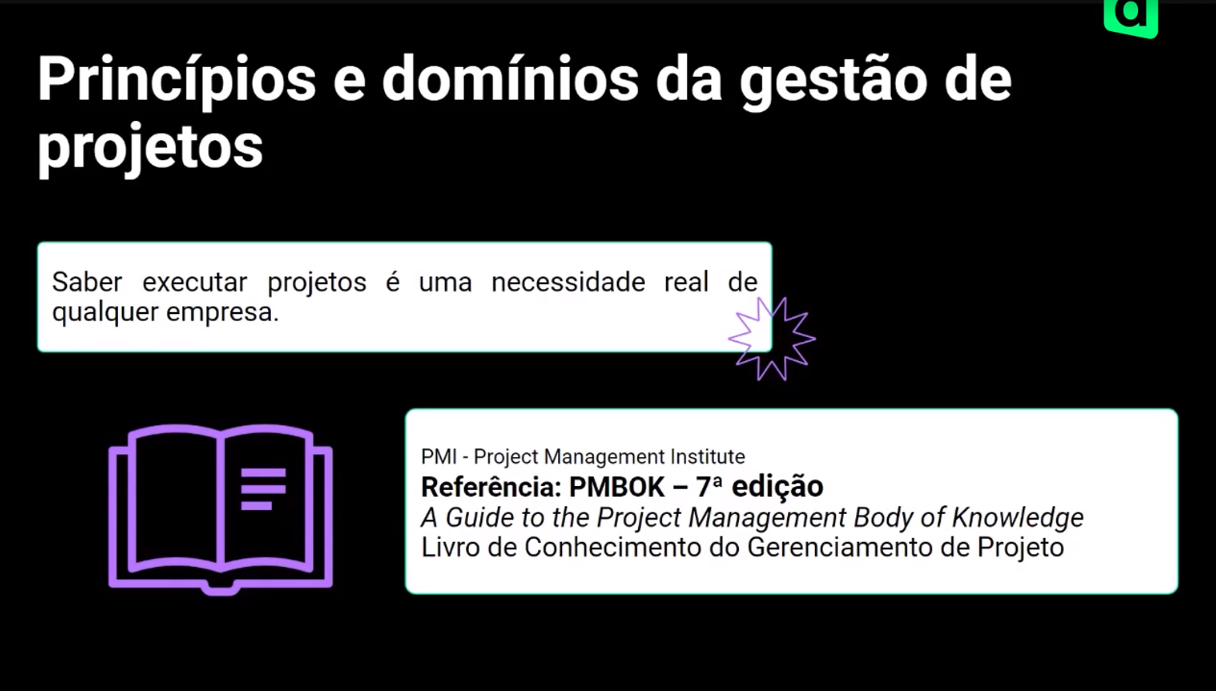 Princípios e domínios da gestão de
projetos
Saber executar projetos é uma necessidade real de
qualquer empresa.
PMI - Project Management Institute
Referência: PMBOK – 7ª edição
A Guide to the Project Management Body of Knowledge
Livro de Conhecimento do Gerenciamento de Projeto